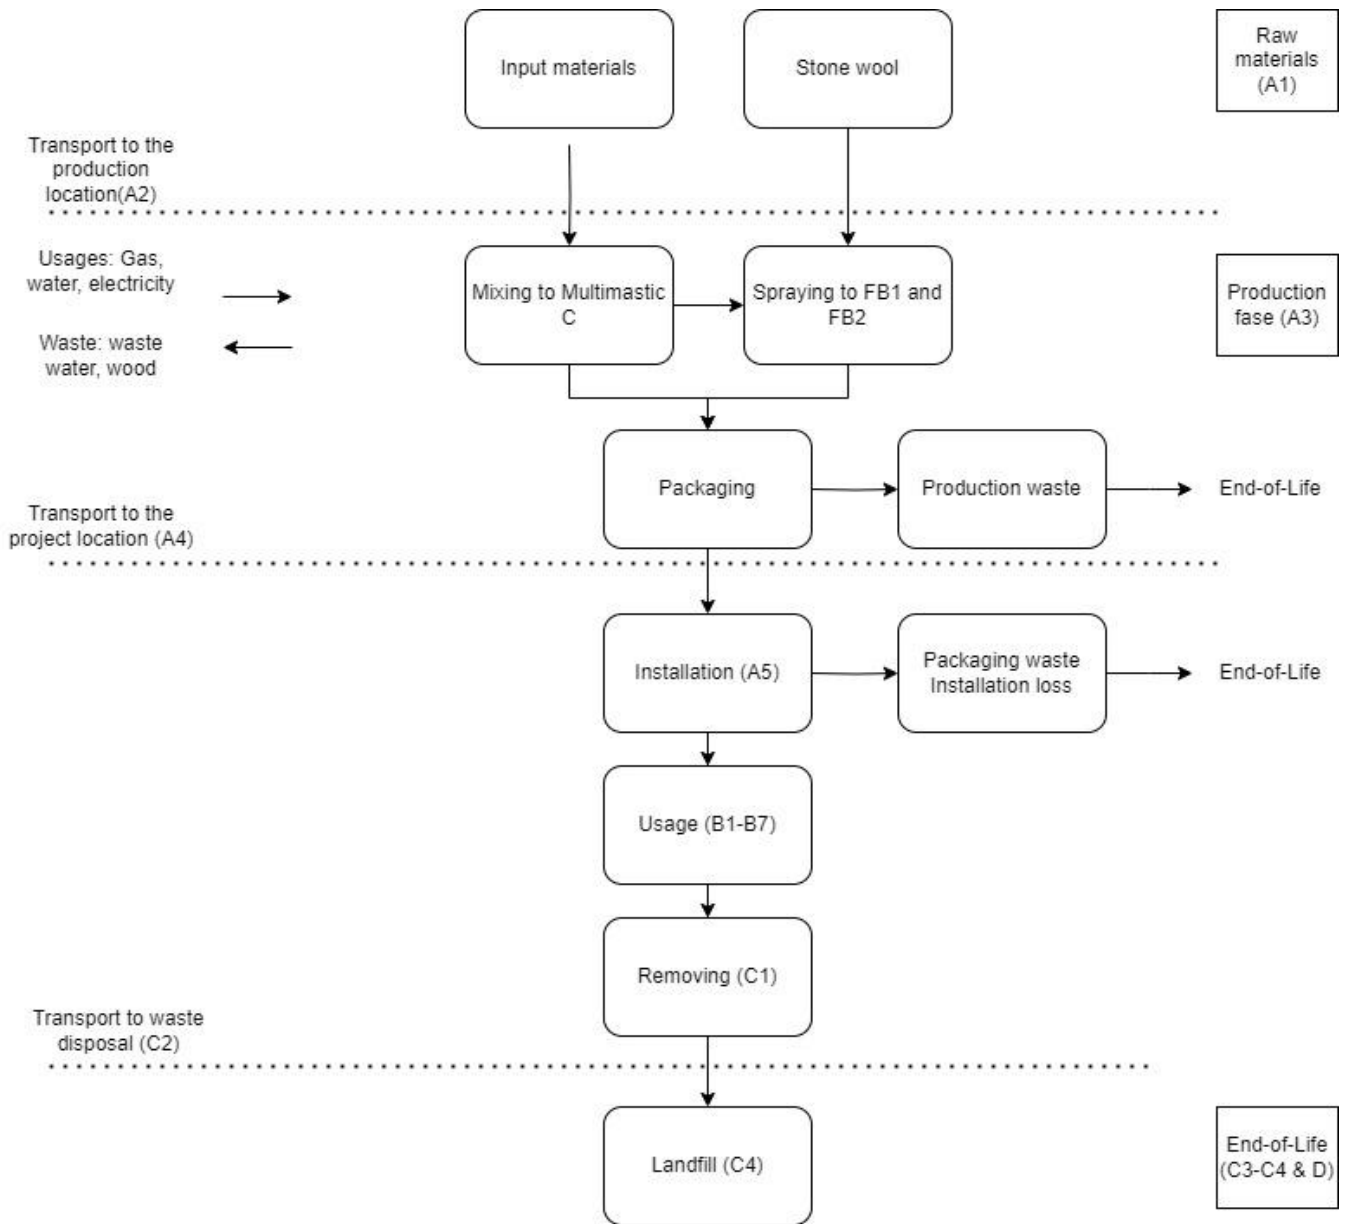 Input materials
Stone wool
Raw
materials
(A1)
Transport to the
production
location(A2)
Usages: Gas,
water, electricity
Waste: waste
water, wood
Mixing to Multimastic
C
Spraying to FB1 and
FB2
Production
fase (A3)
Packaging
Production waste
End-of-Life
Transport to the
project location (A4)
Installation (A5)
Packaging waste
Installation loss
End-of-Life
Usage (B1-B7)
Removing (C1)
Transport to waste
disposal (C2)
Landfill (C4)
End-of-Life
(C3-C4 & D)